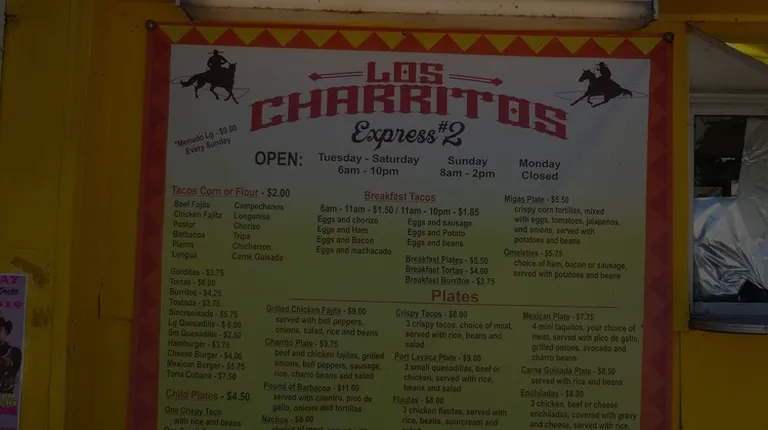 LOS
CHARRITOS
Express #2
*Menudo Lg - $9.00
Every Sunday
OPEN:
Tuesday - Saturday
6am - 10pm
Sunday
8am - 2pm
Monday
Closed
Tacos Corn or Flour - $2.00
Beef Fajita
Chicken Fajita
Pastor
Barbacoa
Pierna
Lengua
Campechanos
Longaniza
Chorizo
Tripa
Chicharron
Carne Guisada
Gorditas - $3.75
Tortas - $6.00
Burritos - $4.25
Tostada - $3.75
Sincronisada - $5.75
Lg Quesadilla - $6.00
Sm Quesadilla - $2.50
Hamburger - $3.75
Cheese Burger - $4.00
Mexican Burger - $5.75
Torta Cubana - $7.50
Child Plates - $4.50
One Crispy Taco
with rice and beans
Breakfast Tacos
6am - 11am - $1.50 / 11am - 10pm - $1.85
Eggs and chorizo
Eggs and Ham
Eggs and Bacon
Eggs and machacado
Eggs and sausage
Eggs and Potato
Eggs and beans
Breakfast Plates - $5.50
Breakfast Tortas - $4.00
Breakfast Burritos - $3.75
Migas Plate - $5.50
crispy corn tortillas, mixed
with eggs, tomatoes, jalapeños,
and onions, served with
potatoes and beans
Omelettes - $5.75
choice of ham, bacon or sausage,
served with potatoes and beans
Plates
Grilled Chicken Fajita - $9.00
served with bell peppers,
onions, salad, rice and beans
Charrito Plate - $9.75
beef and chicken fajitas, grilled
onions, bell peppers, sausage,
rice, charro beans and salad
Pound of Barbacoa - $11.50
served with cilantro, pico de
gallo, onions and tortillas
Nachos - $8.00
Crispy Tacos - $8.00
3 crispy tacos, choice of meat,
served with rice, beans and
salad
Port Lavaca Plate - $9.00
3 small quesadillas, beef or
chicken, served with rice,
beans and salad
Flautas - $8.00
3 chicken flautas, served with
rice, beans, sourcream and
Mexican Plate - $7.75
4 mini taquitos, your choice of
meat, served with pico de gallo,
grilled onions, avocado and
charro beans
Carne Guisada Plate - $8.50
served with rice and beans
Enchiladas - $8.00
3 chicken, beef or cheese
enchiladas, covered with gravy
and cheese, served with rice